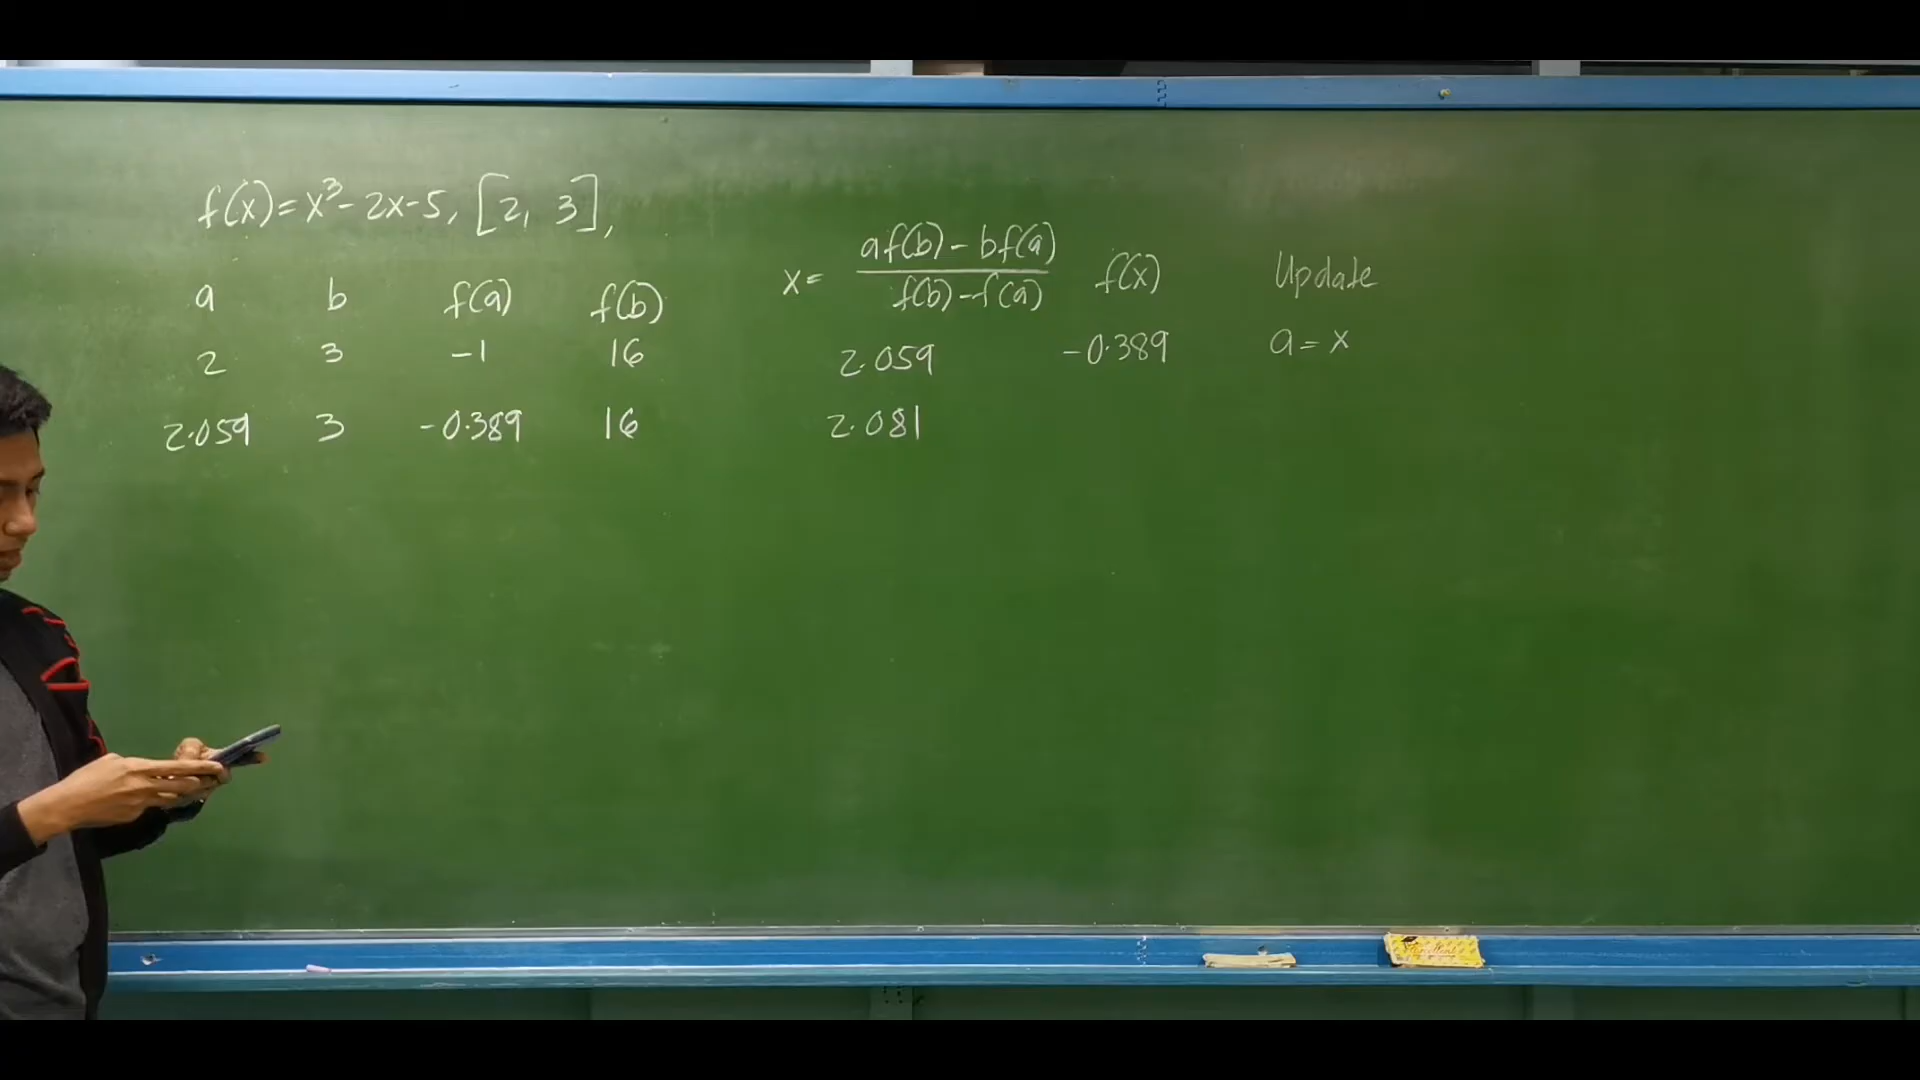 f(x) = x³ - 2x - 5, [2, 3],
a b f(a) f(b) x = af(b) - bf(a) / f(b) - f(a) f(x) Update
2 3 -1 16 2.059 -0.389 a = x
2.059 3 -0.389 16 2.081